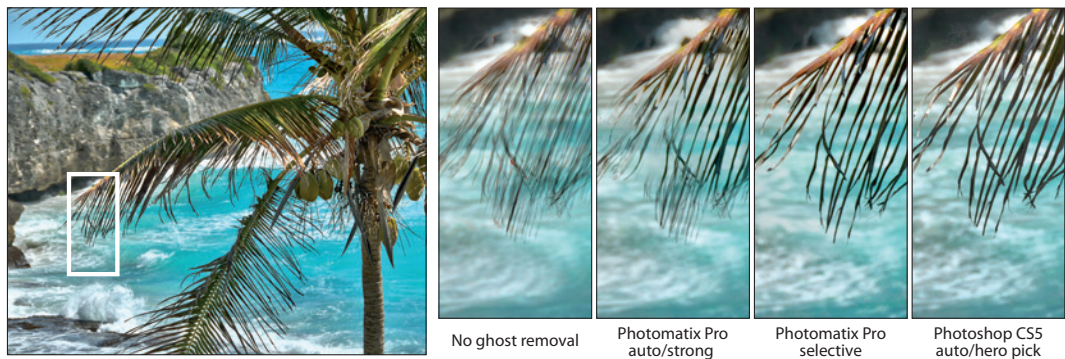 No ghost removal
Photomatix Pro
auto/strong
Photomatix Pro
selective
Photoshop CS5
auto/hero pick